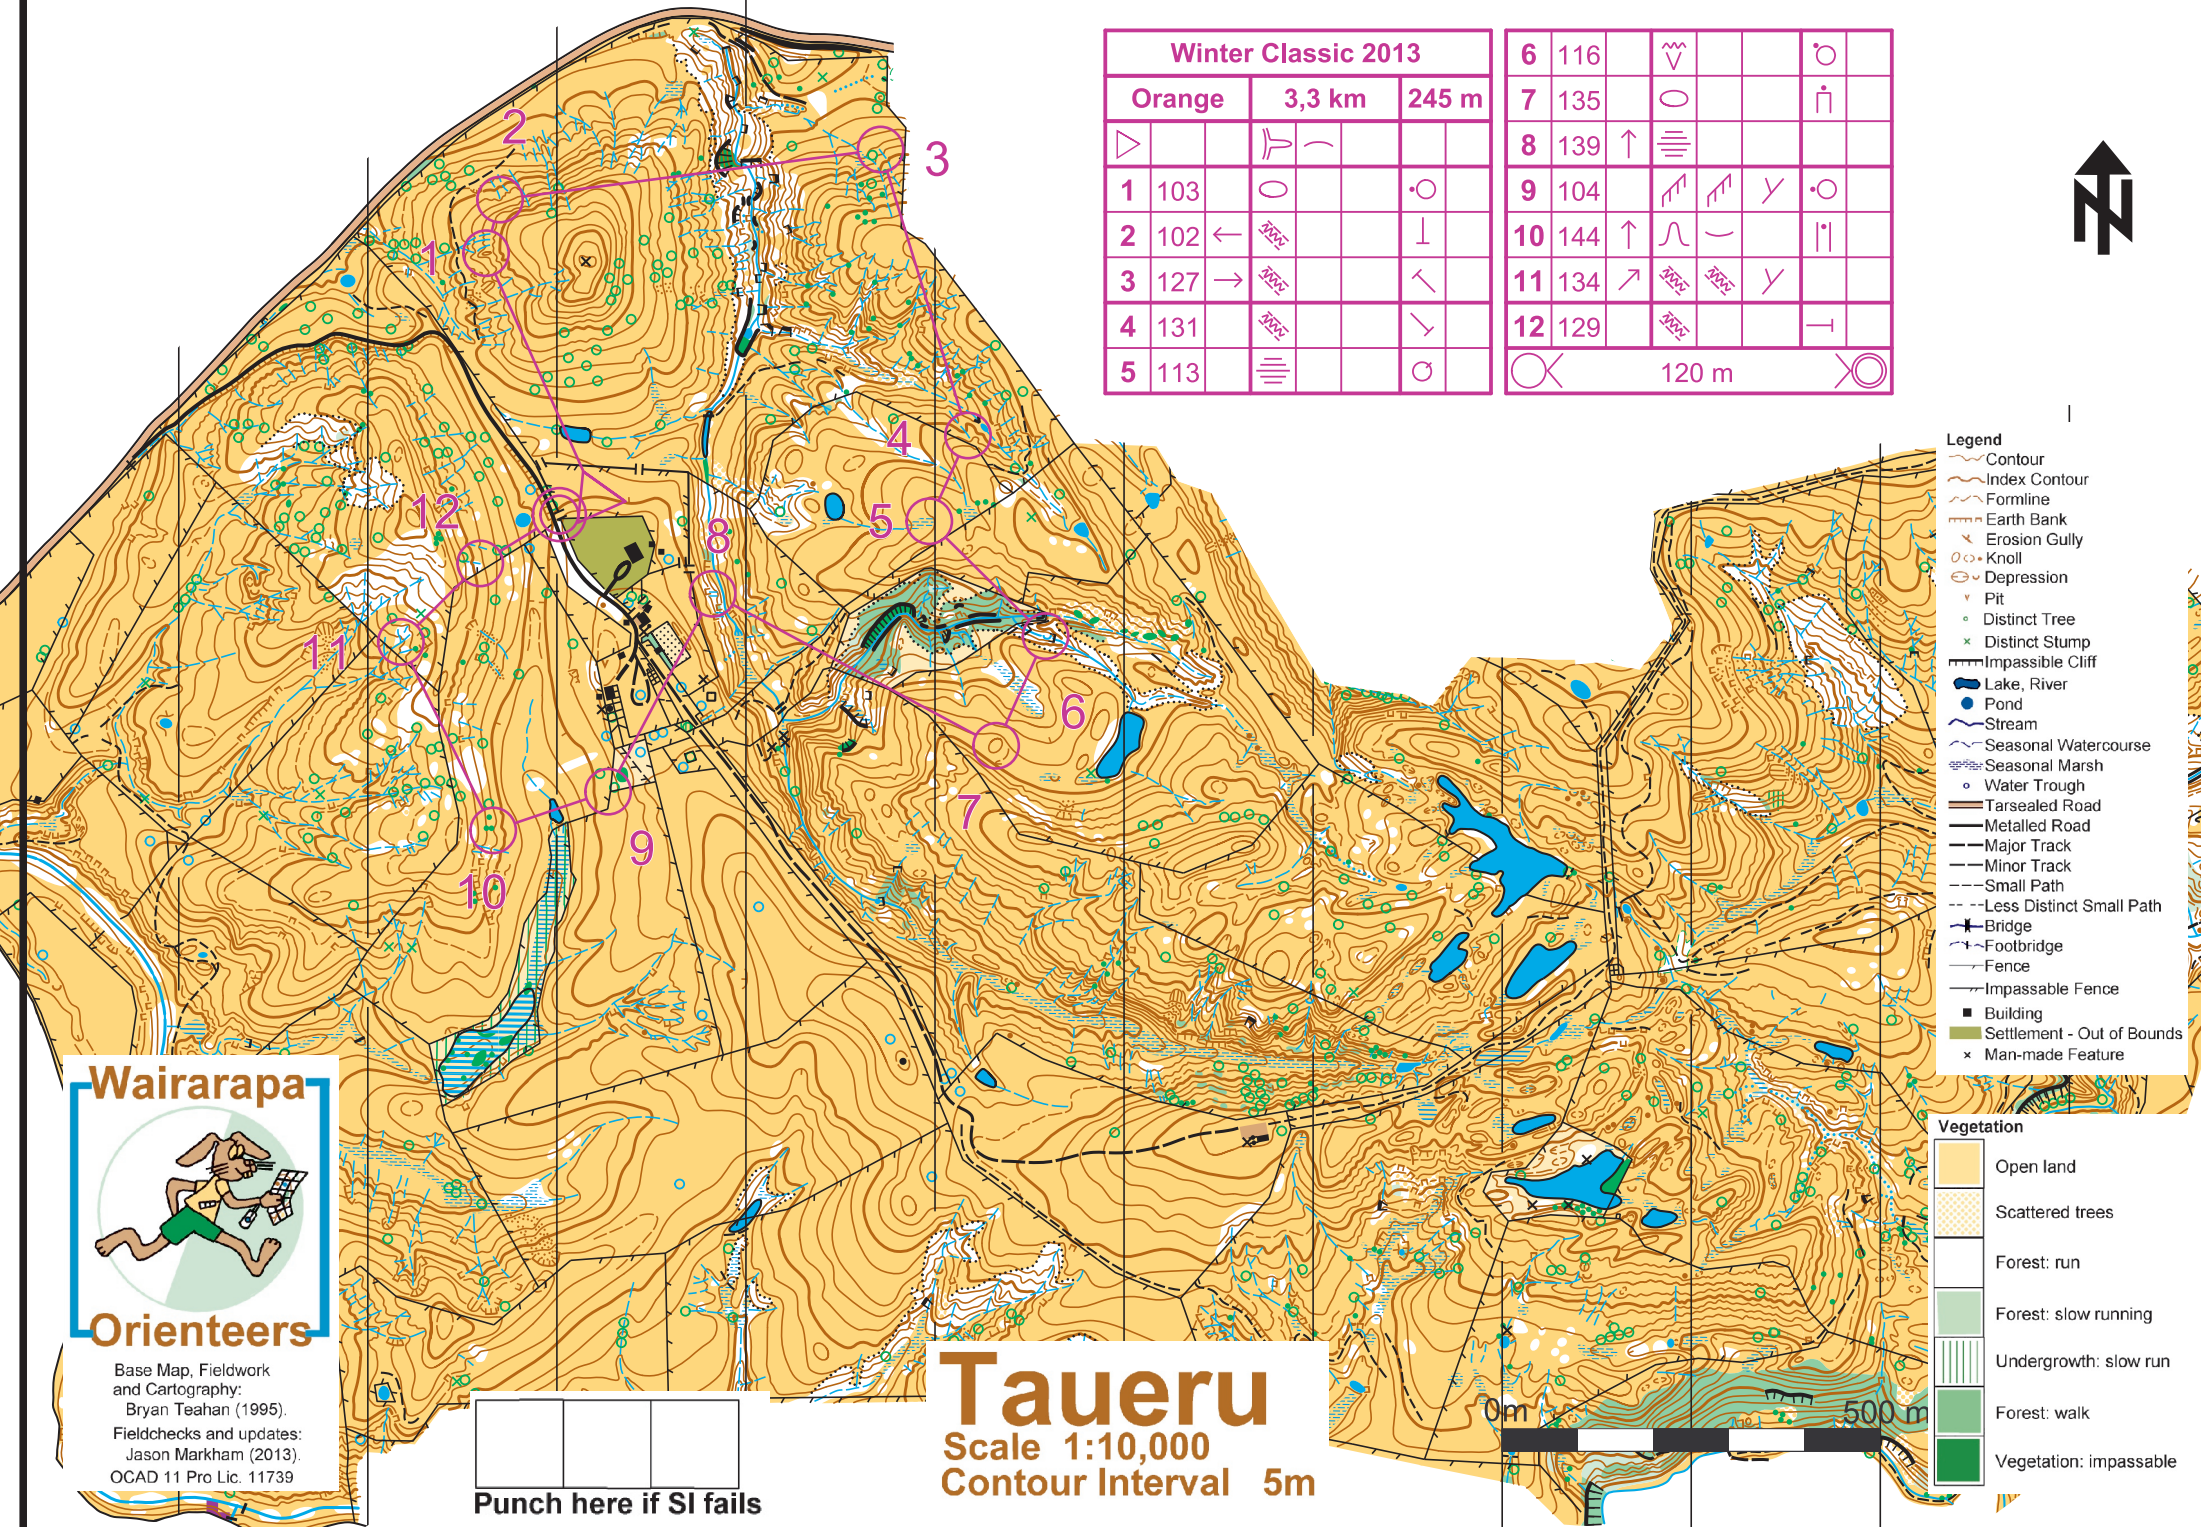 Winter Classic 2013
Orange 3,3 km 245 m
1 103
2 102
3 127
4 131
5 113
6 116
7 135
8 139
9 104
10 144
11 134
12 129
120 m
1
2
3
4
5
6
7
8
9
10
11
12
N
Legend
Contour
Index Contour
Formline
Earth Bank
Erosion Gully
Knoll
Depression
Pit
Distinct Tree
Distinct Stump
Impassible Cliff
Lake, River
Pond
Stream
Seasonal Watercourse
Seasonal Marsh
Water Trough
Tarsealed Road
Metalled Road
Major Track
Minor Track
Small Path
Less Distinct Small Path
Bridge
Footbridge
Fence
Impassable Fence
Building
Settlement - Out of Bounds
Man-made Feature
Vegetation
Open land
Scattered trees
Forest: run
Forest: slow running
Undergrowth: slow run
Forest: walk
Vegetation: impassable
Wairarapa
Orienteers
Base Map, Fieldwork
and Cartography:
Bryan Teahan (1995).
Fieldchecks and updates:
Jason Markham (2013).
OCAD 11 Pro Lic. 11739
Punch here if SI fails
Taueru
Scale 1:10,000
Contour Interval 5m
0m 500 m